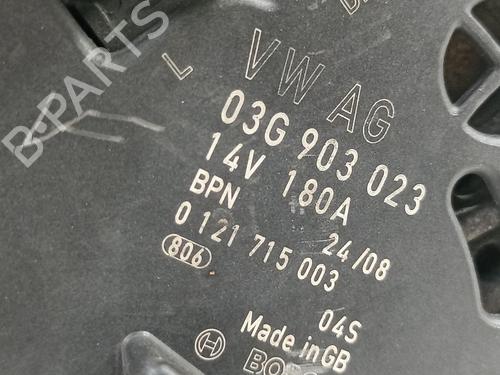 B-PARTS
L
VW AG
03G 903 023
14V 180A
BPN 24/08
0 121 715 003
806
04S
Made in GB